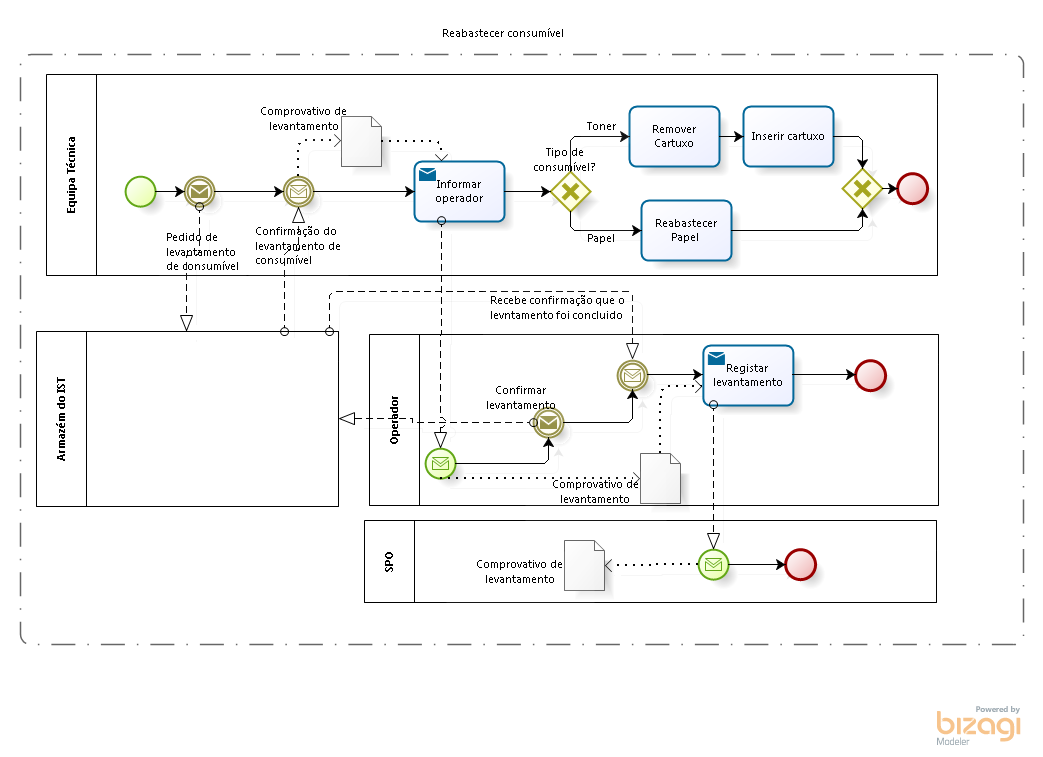 Reabastecer consumível
Equipa Técnica
Comprovativo de
levantamento
Pedido de
levantamento
de consumível
Confirmação do
levantamento de
consumível
Informar
operador
Tipo de
consumível?
Toner
Remover
Cartuxo
Inserir cartuxo
Papel
Reabastecer
Papel
Armazém do IST
Recebe confirmação que o
levntamento foi concluido
Operador
Confirmar
levantamento
Registar
levantamento
Comprovativo de
levantamento
SPO
Comprovativo de
levantamento
Powered by
bizagi
Modeler